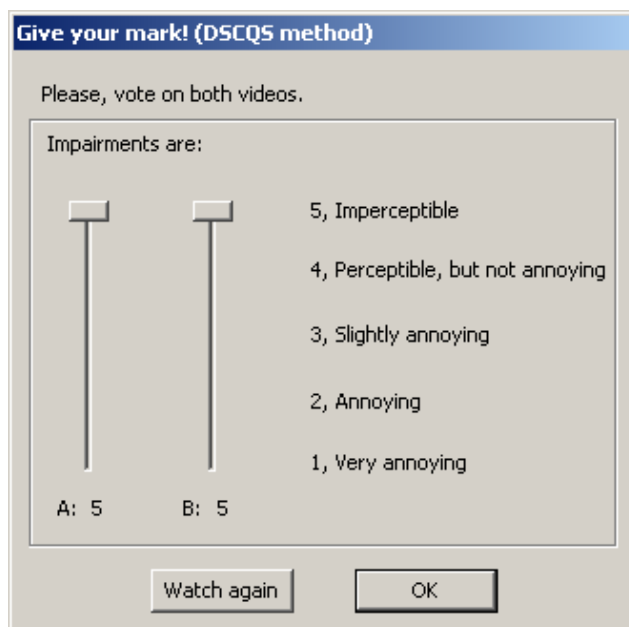 Give your mark! (DSCQS method)
Please, vote on both videos.
Impairments are:
5, Imperceptible
4, Perceptible, but not annoying
3, Slightly annoying
2, Annoying
1, Very annoying
A: 5 B: 5
Watch again OK